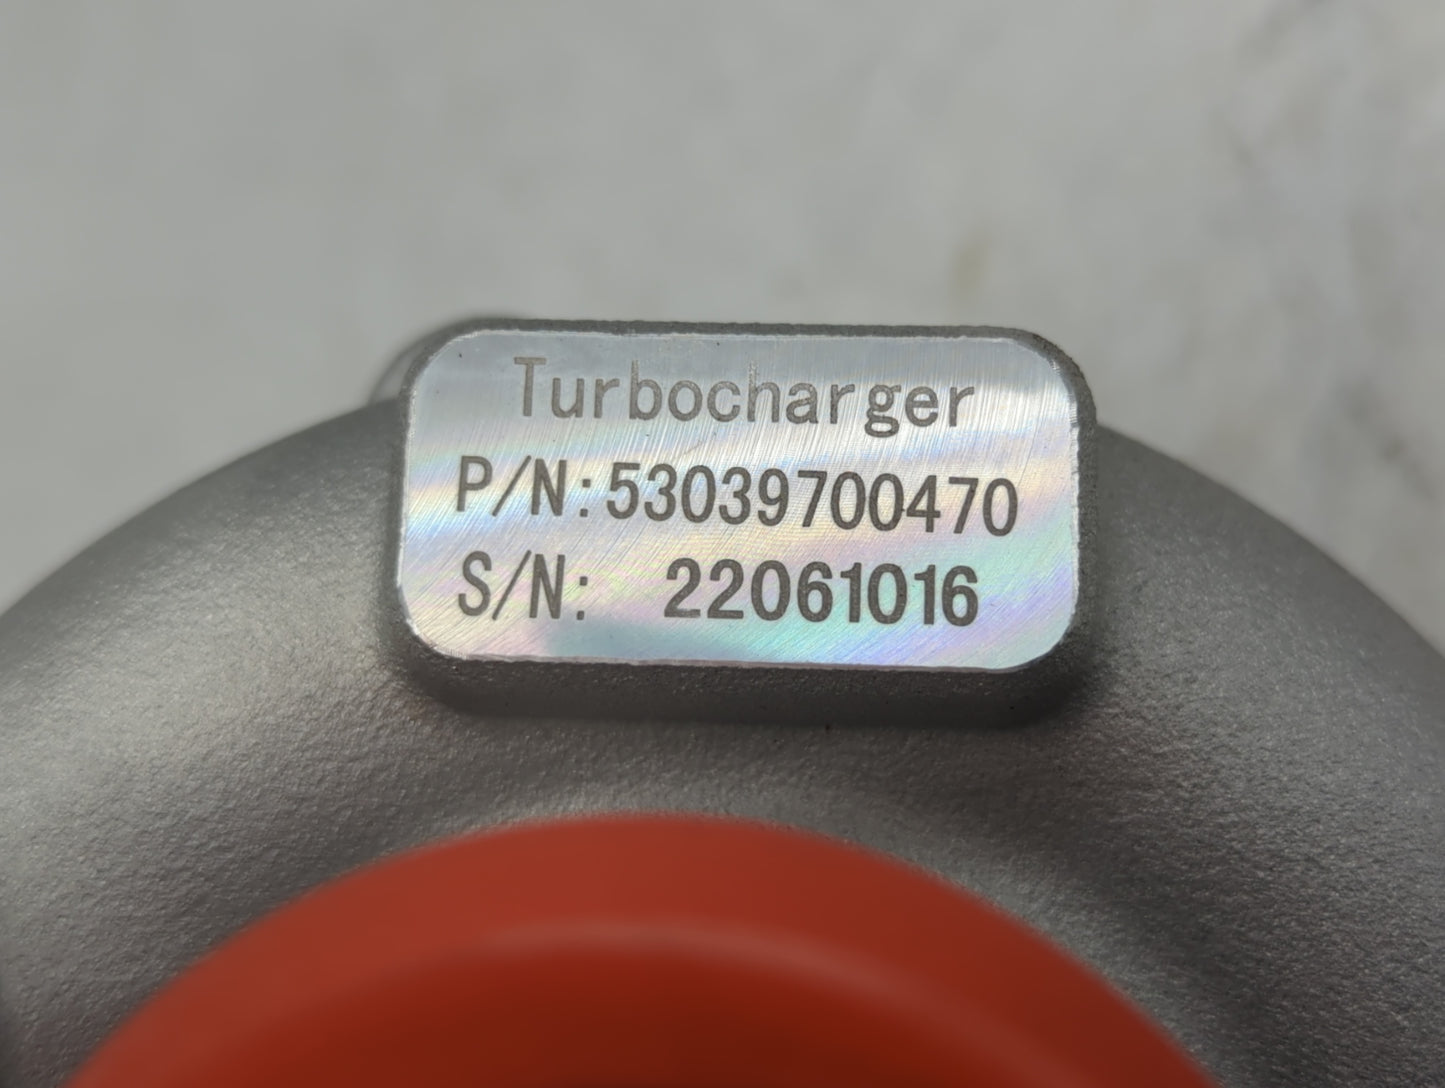 Turbocharger
P/N:53039700470
S/N: 22061016